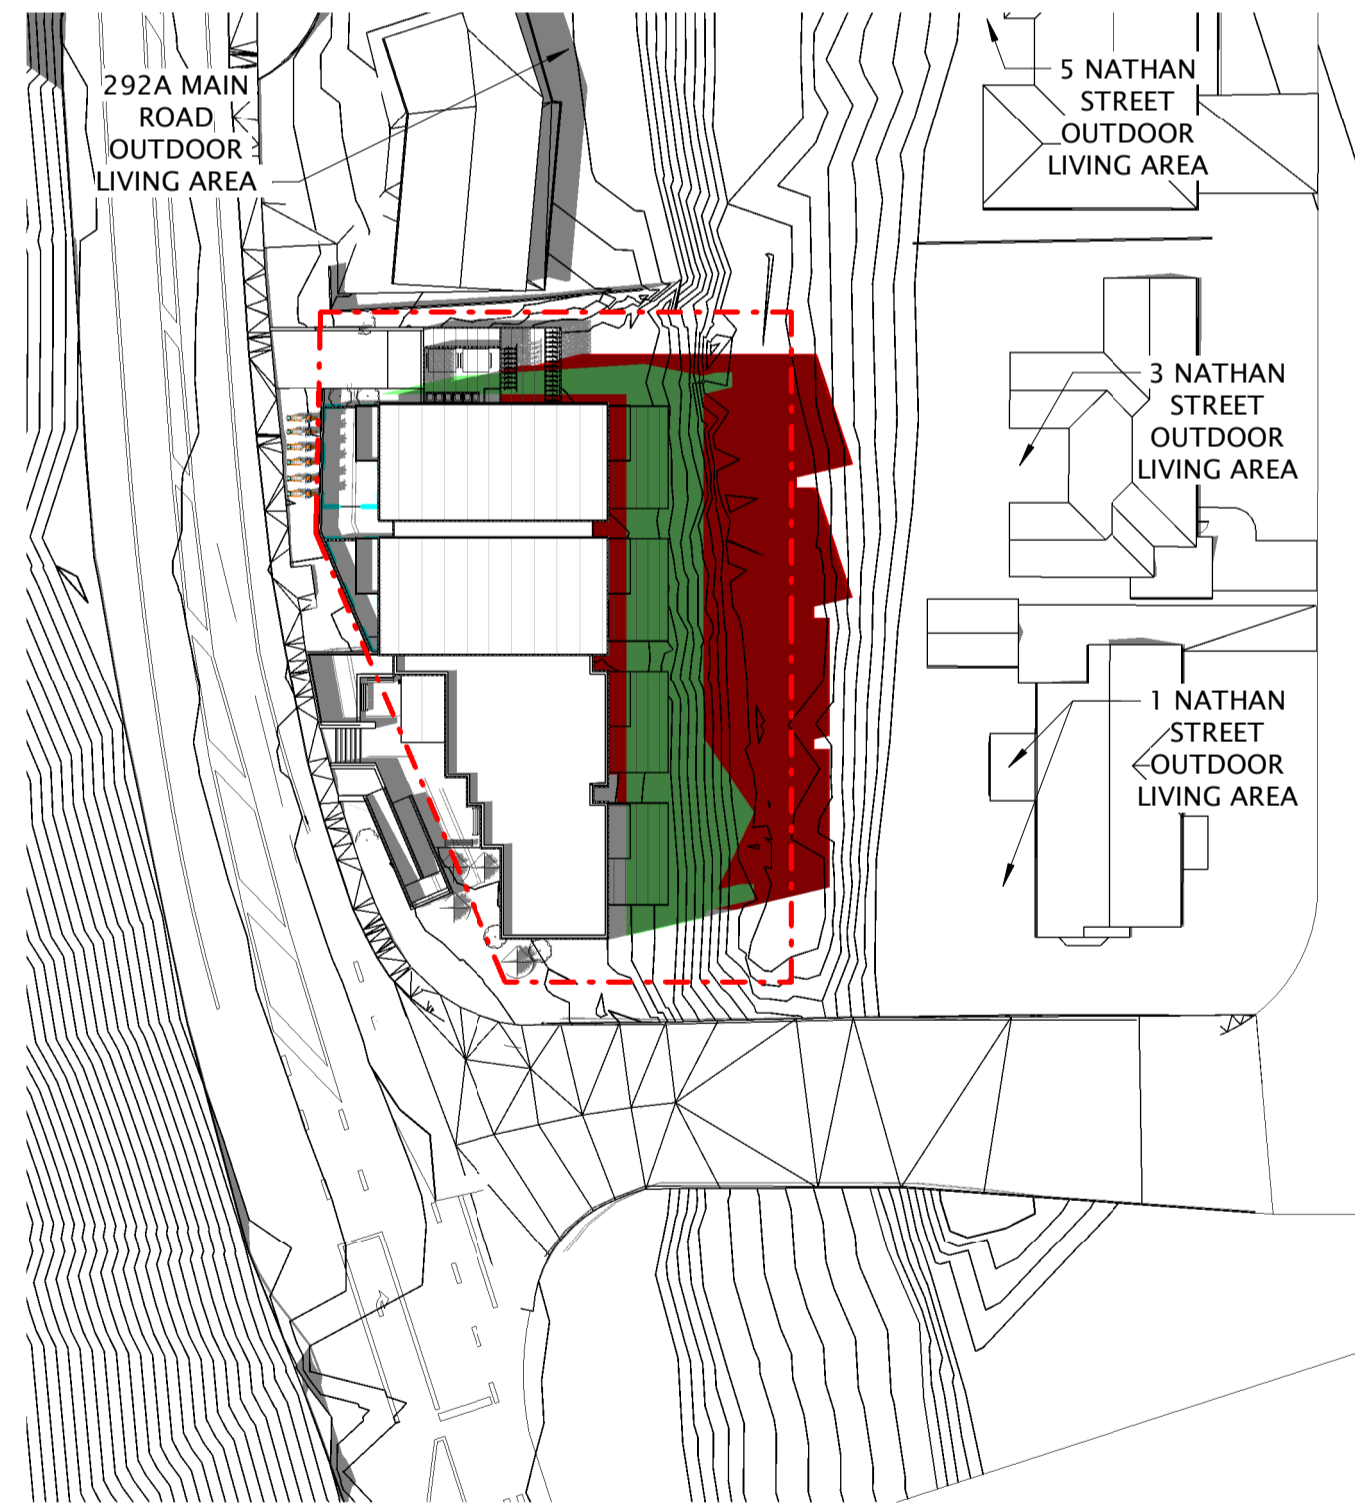 292A MAIN
ROAD
OUTDOOR
LIVING AREA
5 NATHAN
STREET
OUTDOOR
LIVING AREA
3 NATHAN
STREET
OUTDOOR
LIVING AREA
1 NATHAN
STREET
OUTDOOR
LIVING AREA